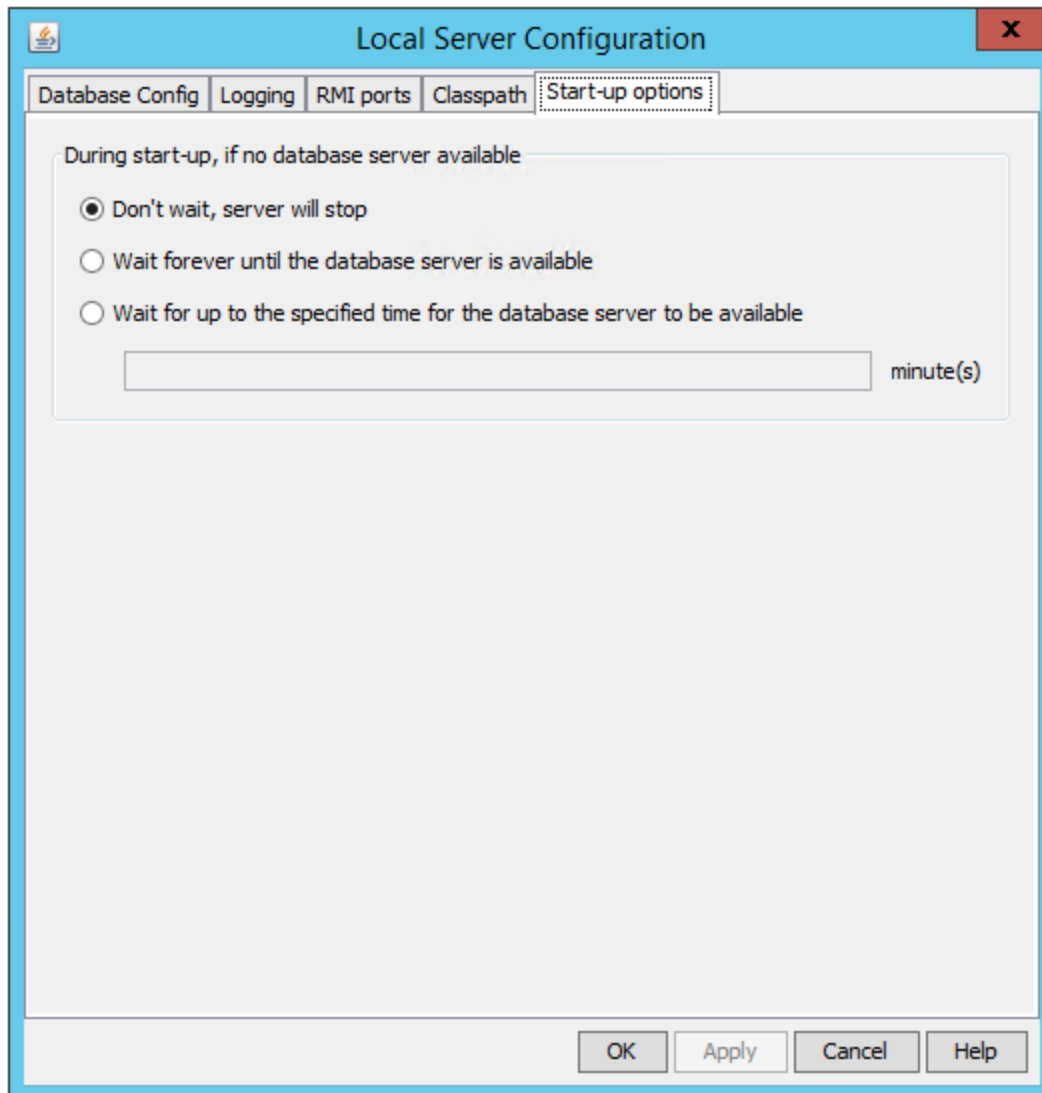 Local Server Configuration
x
Database Config Logging RMI ports Classpath Start-up options
During start-up, if no database server available
Don't wait, server will stop
Wait forever until the database server is available
Wait for up to the specified time for the database server to be available
minute(s)
OK Apply Cancel Help